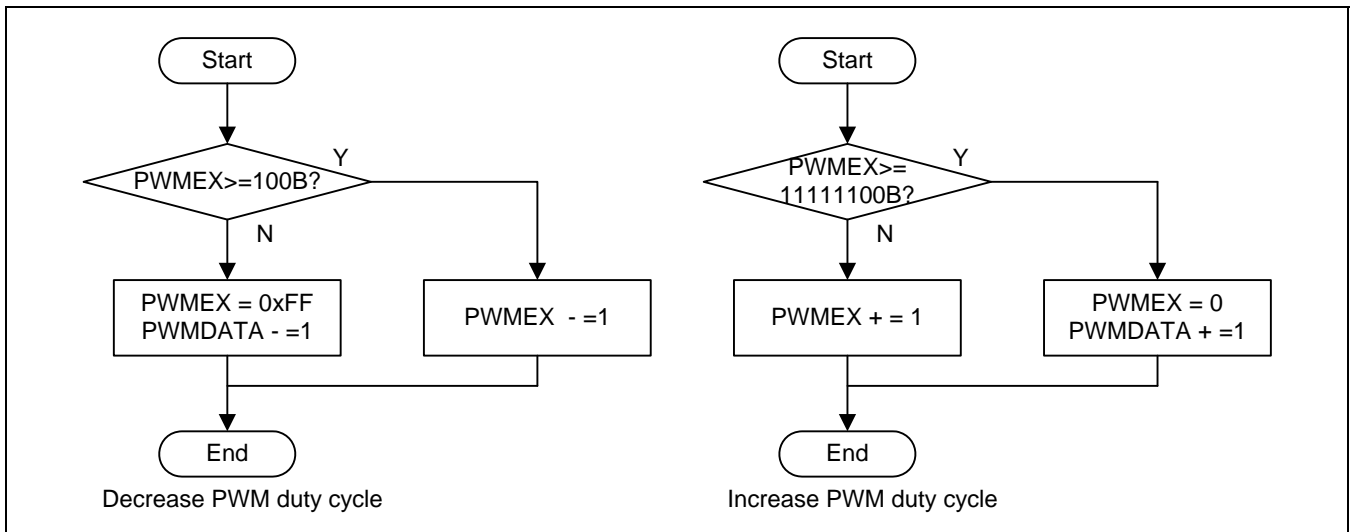 Start
PWMEX>=100B?
Y
N
PWMEX = 0xFF
PWMDATA - =1
PWMEX - =1
End
Decrease PWM duty cycle
Start
PWMEX>=
11111100B?
Y
N
PWMEX + = 1
PWMEX = 0
PWMDATA + =1
End
Increase PWM duty cycle